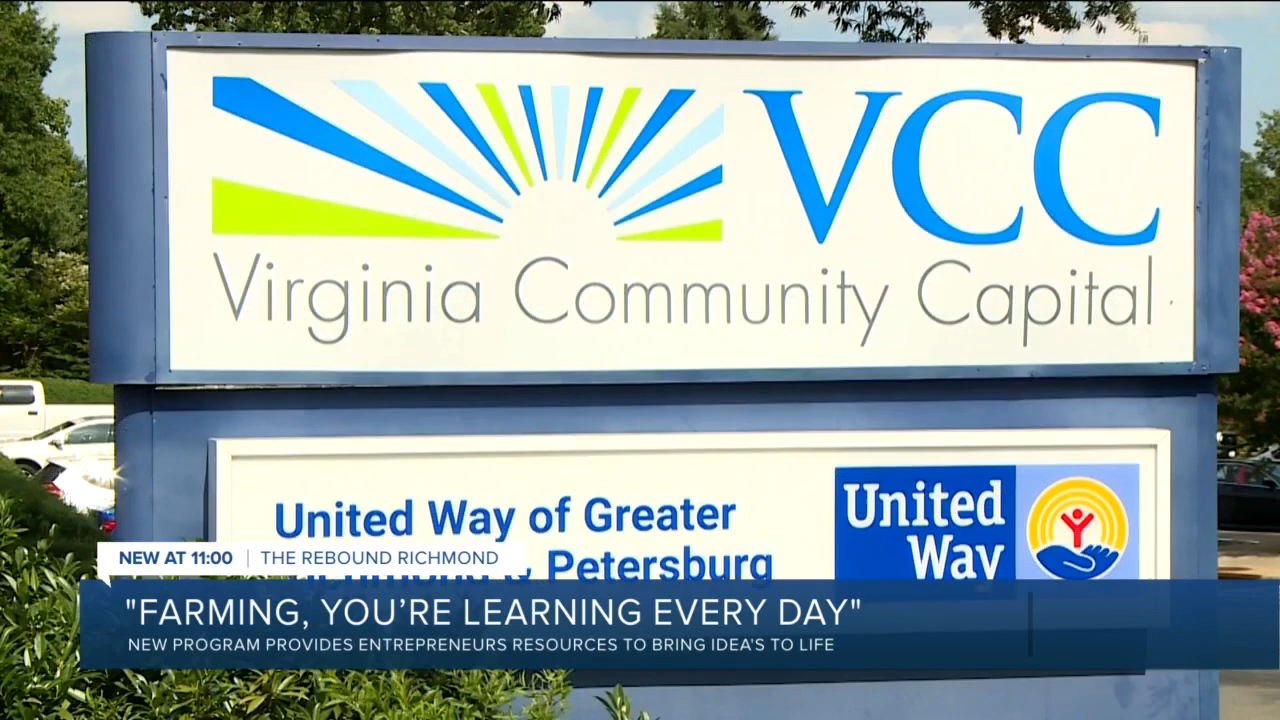 VCC
Virginia Community Capital
United Way of Greater
& Petersburg
United
Way
NEW AT 11:00 | THE REBOUND RICHMOND
"FARMING, YOU’RE LEARNING EVERY DAY"
NEW PROGRAM PROVIDES ENTREPRENEURS RESOURCES TO BRING IDEA'S TO LIFE